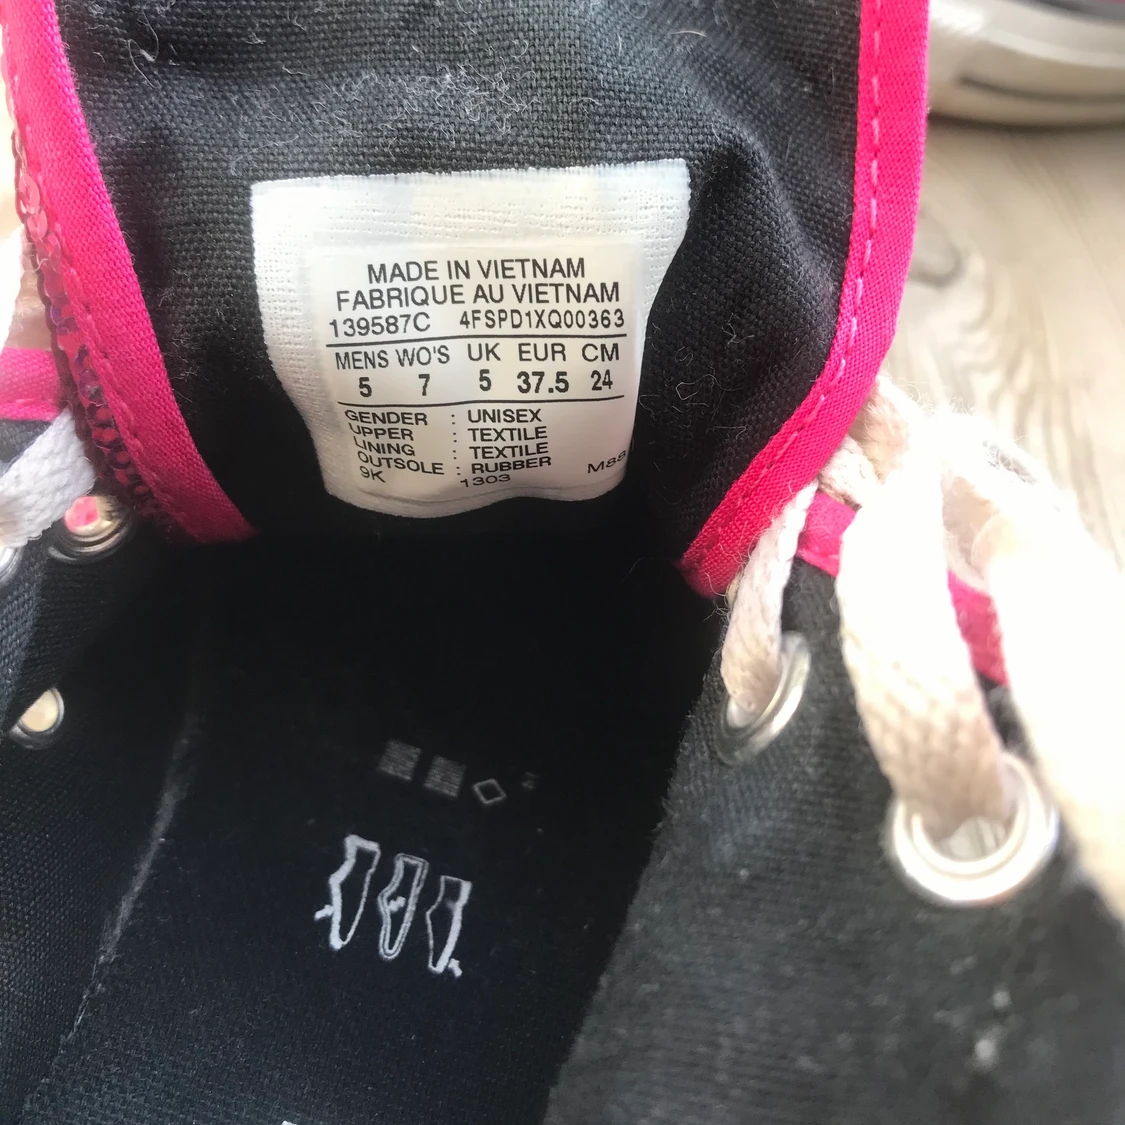 MADE IN VIETNAM
FABRIQUE AU VIETNAM
139587C 4FSPD1XQ00363
MENS WO'S UK EUR CM
5 7 5 37.5 24
GENDER : UNISEX
UPPER : TEXTILE
LINING : TEXTILE
OUTSOLE : RUBBER
9K 1303 M88